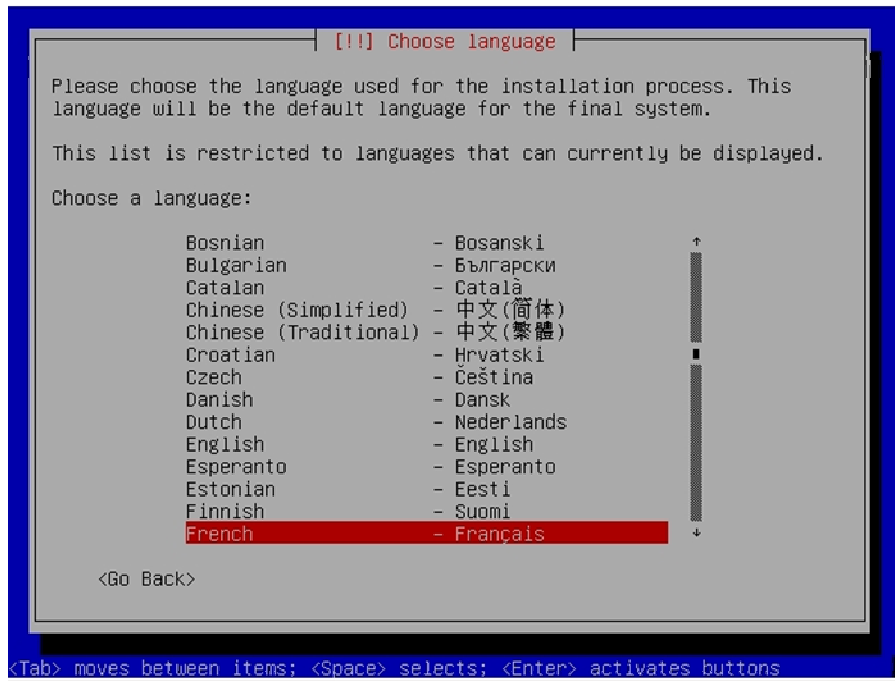 [!!] Choose language
Please choose the language used for the installation process. This
language will be the default language for the final system.
This list is restricted to languages that can currently be displayed.
Choose a language:
Bosnian - Bosanski
Bulgarian - Български
Catalan - Català
Chinese (Simplified) - 中文(简体)
Chinese (Traditional) - 中文(繁體)
Croatian - Hrvatski
Czech - Čeština
Danish - Dansk
Dutch - Nederlands
English - English
Esperanto - Esperanto
Estonian - Eesti
Finnish - Suomi
French - Français
<Go Back>
<Tab> moves between items; <Space> selects; <Enter> activates buttons